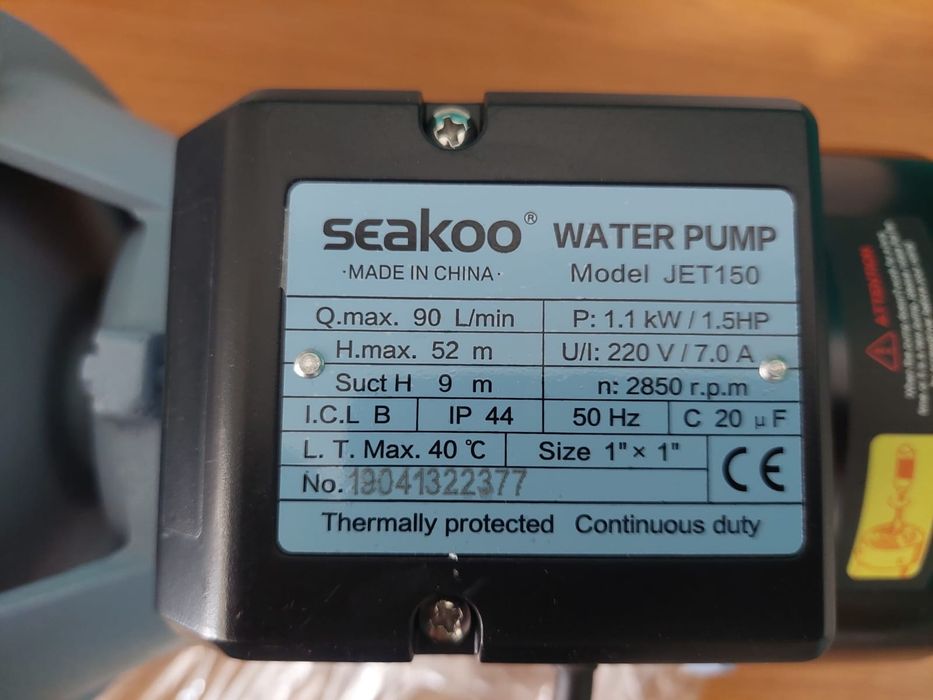 seakoo® WATER PUMP
·MADE IN CHINA· Model JET150
Q.max. 90 L/min P: 1.1 kW / 1.5HP
H.max. 52 m U/I: 220 V / 7.0 A
Suct H 9 m n: 2850 r.p.m
I.C.L B IP 44 50 Hz C 20 μF
L. T. Max. 40 ℃ Size 1" × 1"
No. 19041322377 CE
Thermally protected Continuous duty
ATTENTION